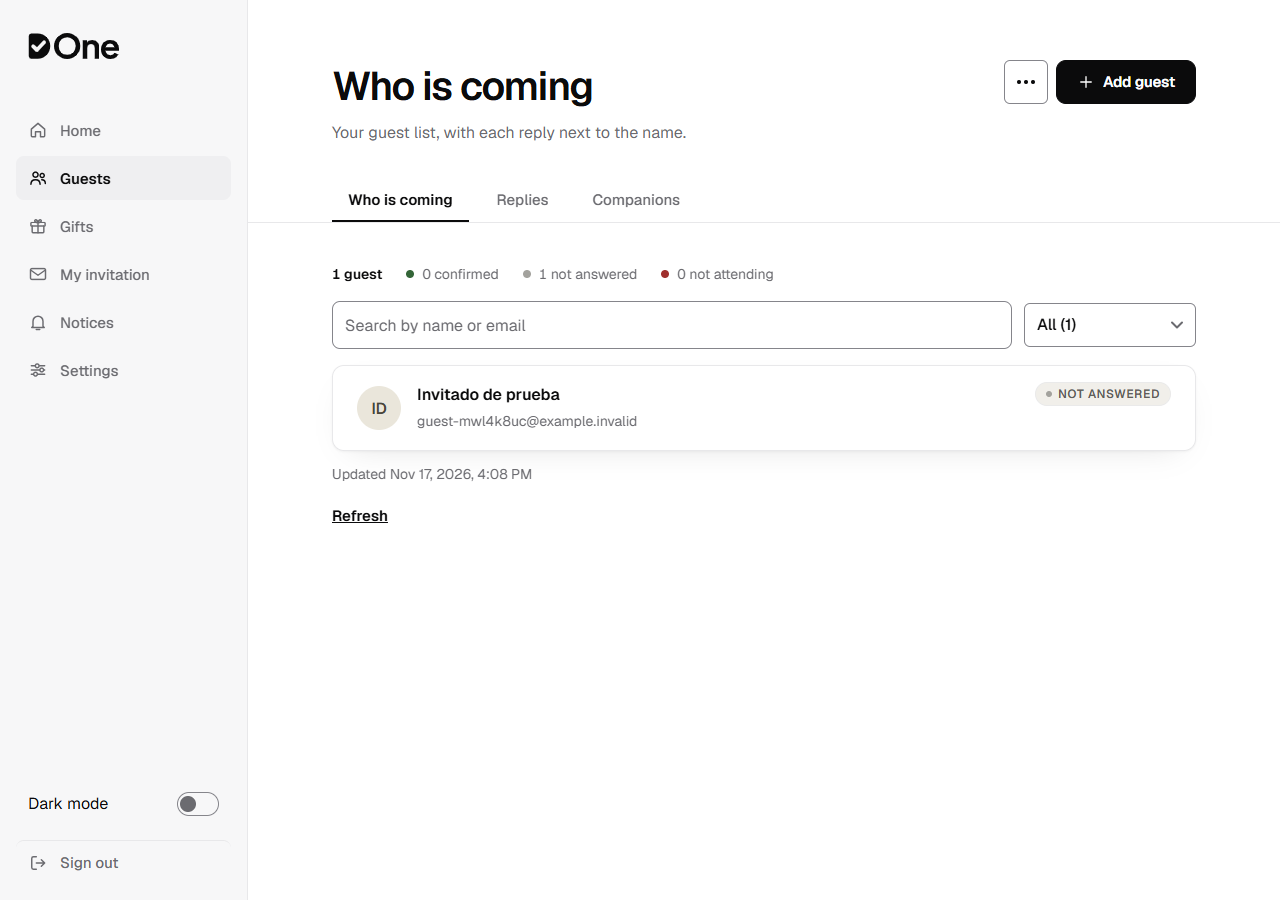 DOne
Home
Guests
Gifts
My invitation
Notices
Settings
Dark mode
Sign out
Who is coming
Your guest list, with each reply next to the name.
Add guest
Who is coming
Replies
Companions
1 guest
0 confirmed
1 not answered
0 not attending
Search by name or email
All (1)
ID
Invitado de prueba
guest-mwl4k8uc@example.invalid
NOT ANSWERED
Updated Nov 17, 2026, 4:08 PM
Refresh